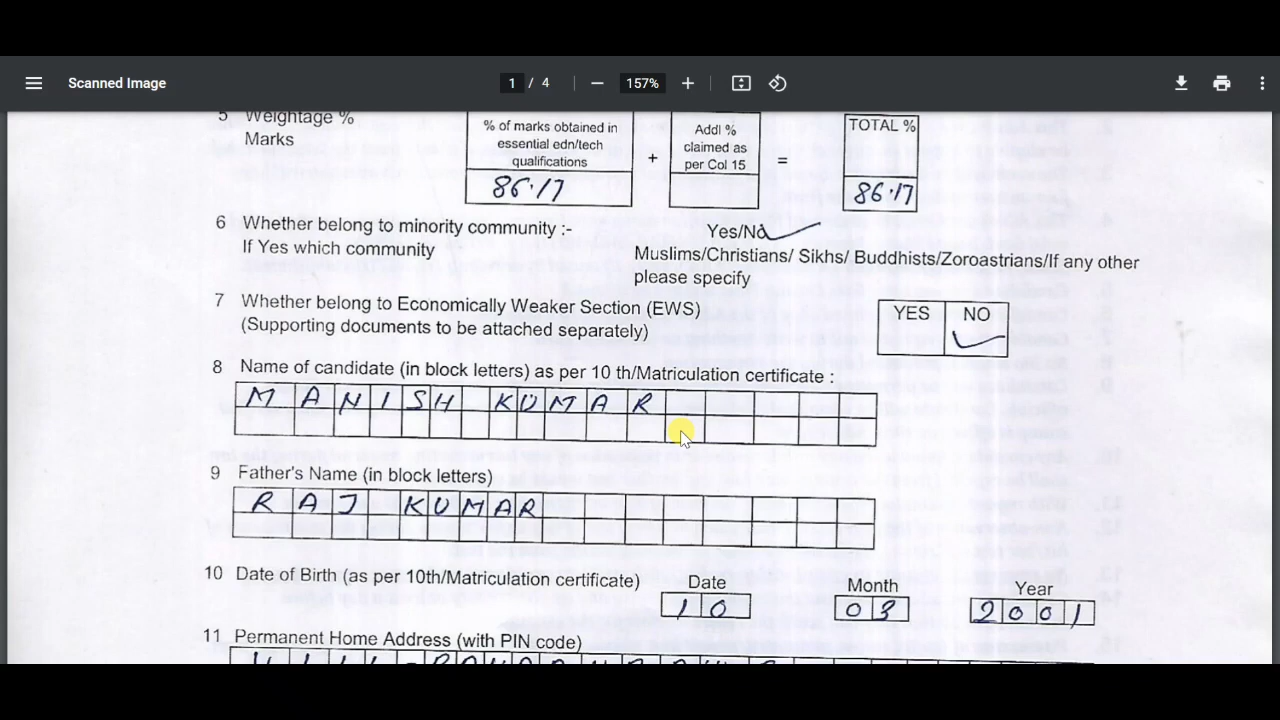 Scanned Image
1 / 4
157%
5 Weightage %
Marks
% of marks obtained in
essential edn/tech
qualifications
86.17
+
Addl %
claimed as
per Col 15
=
TOTAL %
86.17
6 Whether belong to minority community :-
Yes/No
If Yes which community
Muslims/Christians/ Sikhs/ Buddhists/Zoroastrians/If any other
please specify
7 Whether belong to Economically Weaker Section (EWS)
(Supporting documents to be attached separately)
YES NO
8 Name of candidate (in block letters) as per 10 th/Matriculation certificate :
MANISH KUMAR
9 Father's Name (in block letters)
RAJ KUMAR
10 Date of Birth (as per 10th/Matriculation certificate)
Date
10
Month
03
Year
2001
11 Permanent Home Address (with PIN code)